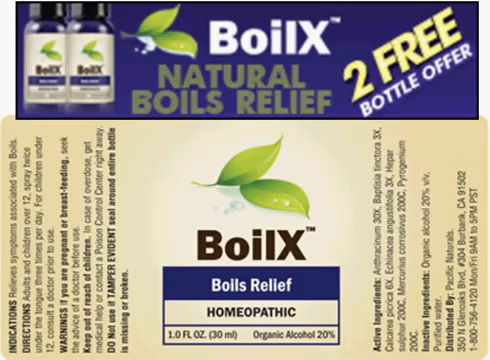 BoilX™
NATURAL
BOILS RELIEF
2 FREE
BOTTLE OFFER
BoilX
BoilX
INDICATIONS Relieves symptoms associated with Boils.
DIRECTIONS Adults and children over 12, spray twice
under the tongue three times per day. For children under
12, consult a doctor prior to use.
WARNINGS If you are pregnant or breast-feeding, seek
the advice of a doctor before use.
Keep out of reach of children. In case of overdose, get
medical help or contact a Poison Control Center right away.
DO not use if TAMPER EVIDENT seal around entire bottle
is missing or broken.
BoilX™
Boils Relief
HOMEOPATHIC
1.0 FL OZ. (30 ml) Organic Alcohol 20%
Active Ingredients: Anthracinum 30X, Baptisia tinctora 3X,
Calcarea picrica 6X, Echinacea angustifolia 3X, Hepar
sulphur 200C, Mercurius corrosivus 200C, Pyrogenium
200C.
Inactive Ingredients: Organic alcohol 20% v/v,
Purified water.
Distributed By: Pacific Naturals,
350 N Glenoaks Blvd. #304 Burbank, CA 91502
1-800-756-4120 Mon/Fri 9AM to 5PM PST